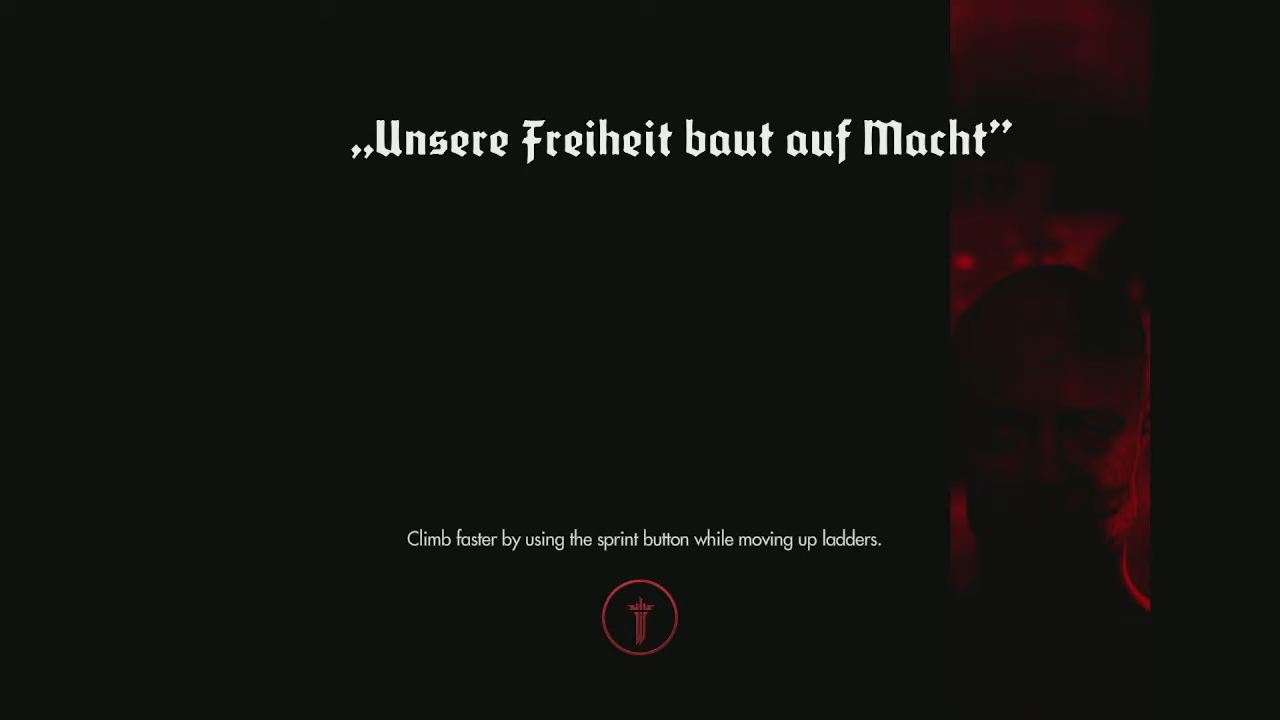 „Unsere Freiheit baut auf Macht”
Climb faster by using the sprint button while moving up ladders.